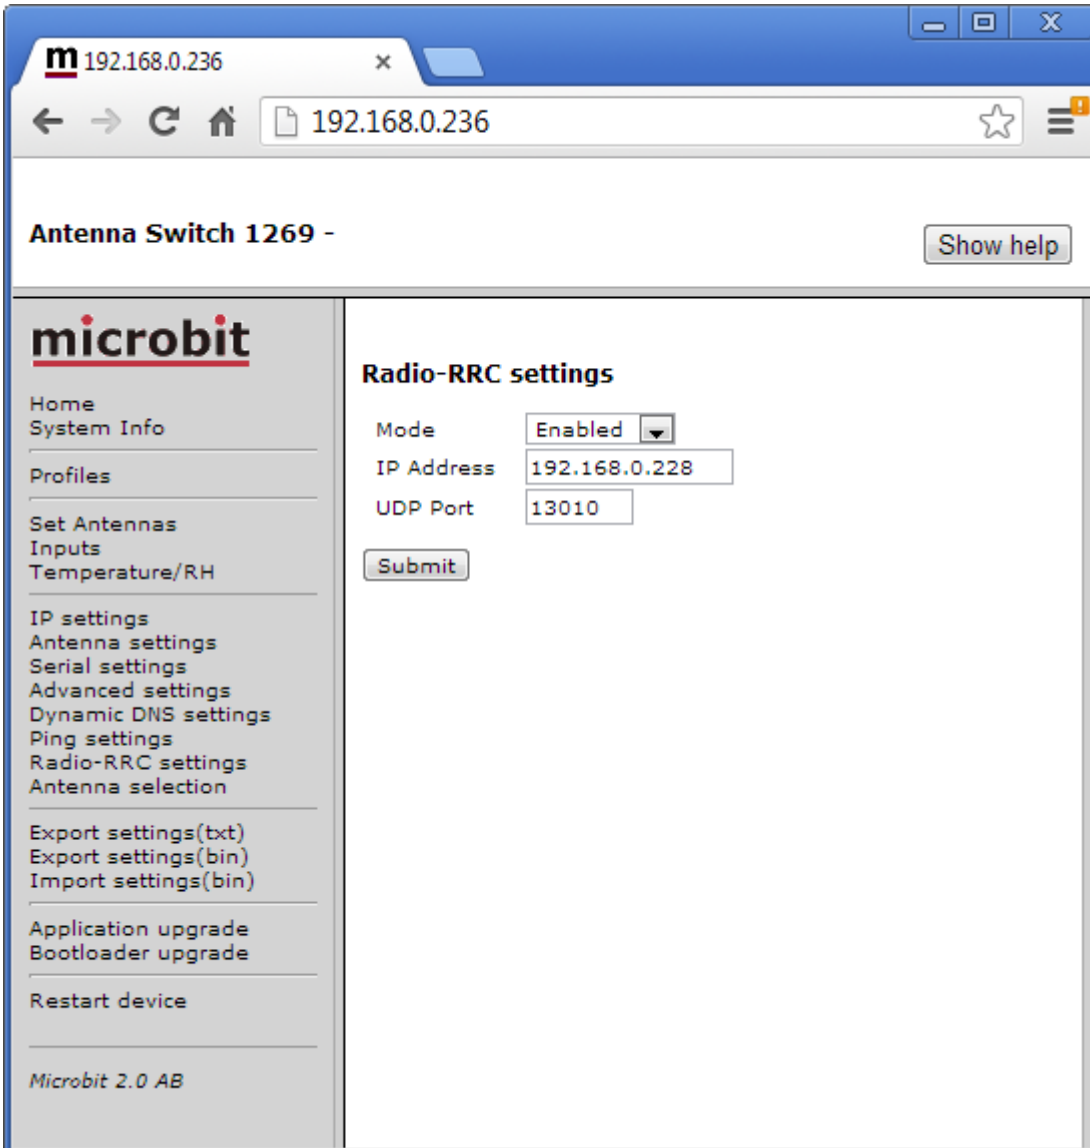 192.168.0.236
192.168.0.236
Antenna Switch 1269 -
Show help
microbit
Home
System Info
Profiles
Set Antennas
Inputs
Temperature/RH
IP settings
Antenna settings
Serial settings
Advanced settings
Dynamic DNS settings
Ping settings
Radio-RRC settings
Antenna selection
Export settings(txt)
Export settings(bin)
Import settings(bin)
Application upgrade
Bootloader upgrade
Restart device
Microbit 2.0 AB
Radio-RRC settings
Mode Enabled
IP Address 192.168.0.228
UDP Port 13010
Submit